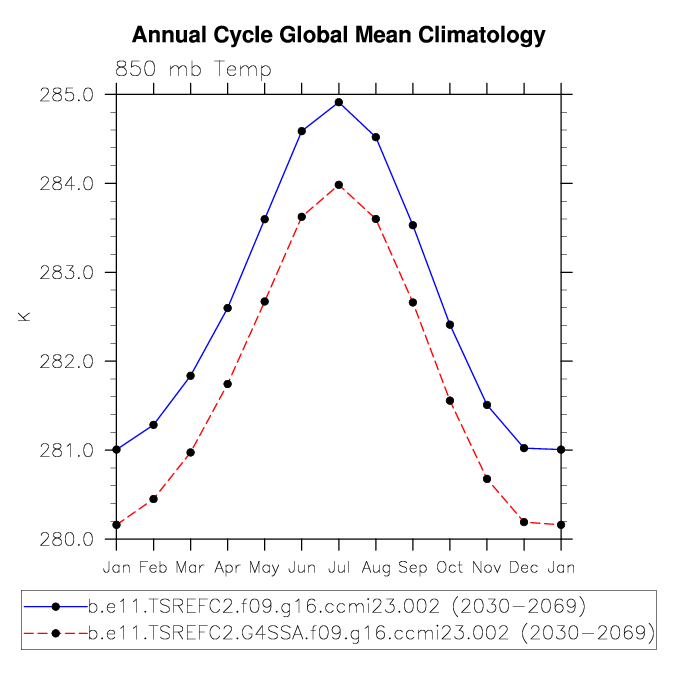 Annual Cycle Global Mean Climatology
850 mb Temp
285.0
284.0
283.0
282.0
281.0
280.0
K
Jan Feb Mar Apr May Jun Jul Aug Sep Oct Nov Dec Jan
b.e11.TSREFC2.f09.g16.ccmi23.002 (2030-2069)
b.e11.TSREFC2.G4SSA.f09.g16.ccmi23.002 (2030-2069)